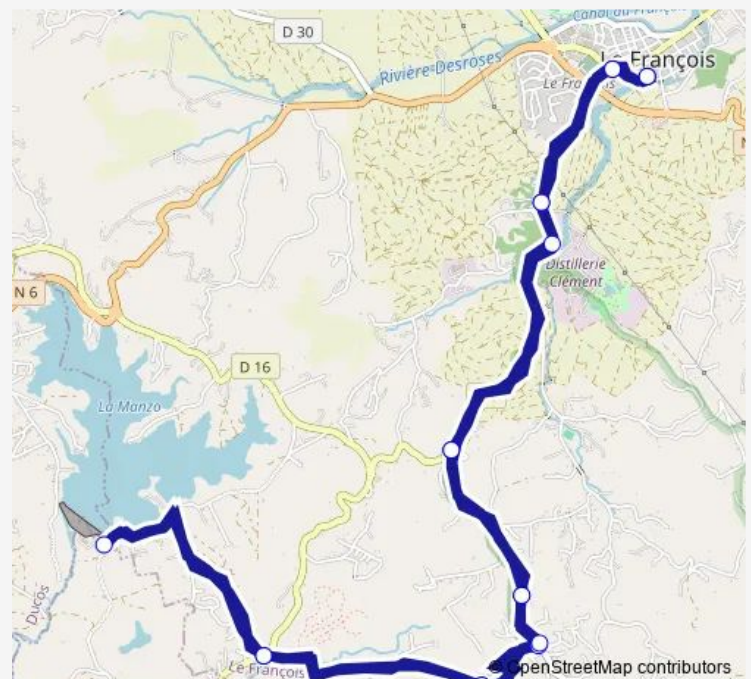 Canal du François
D 30
Le François
Rivière Desroses
Le François
N
Distillerie
Clément
N 6
D 16
La Manzo
Ducos
Le François
© OpenStreetMap contributors